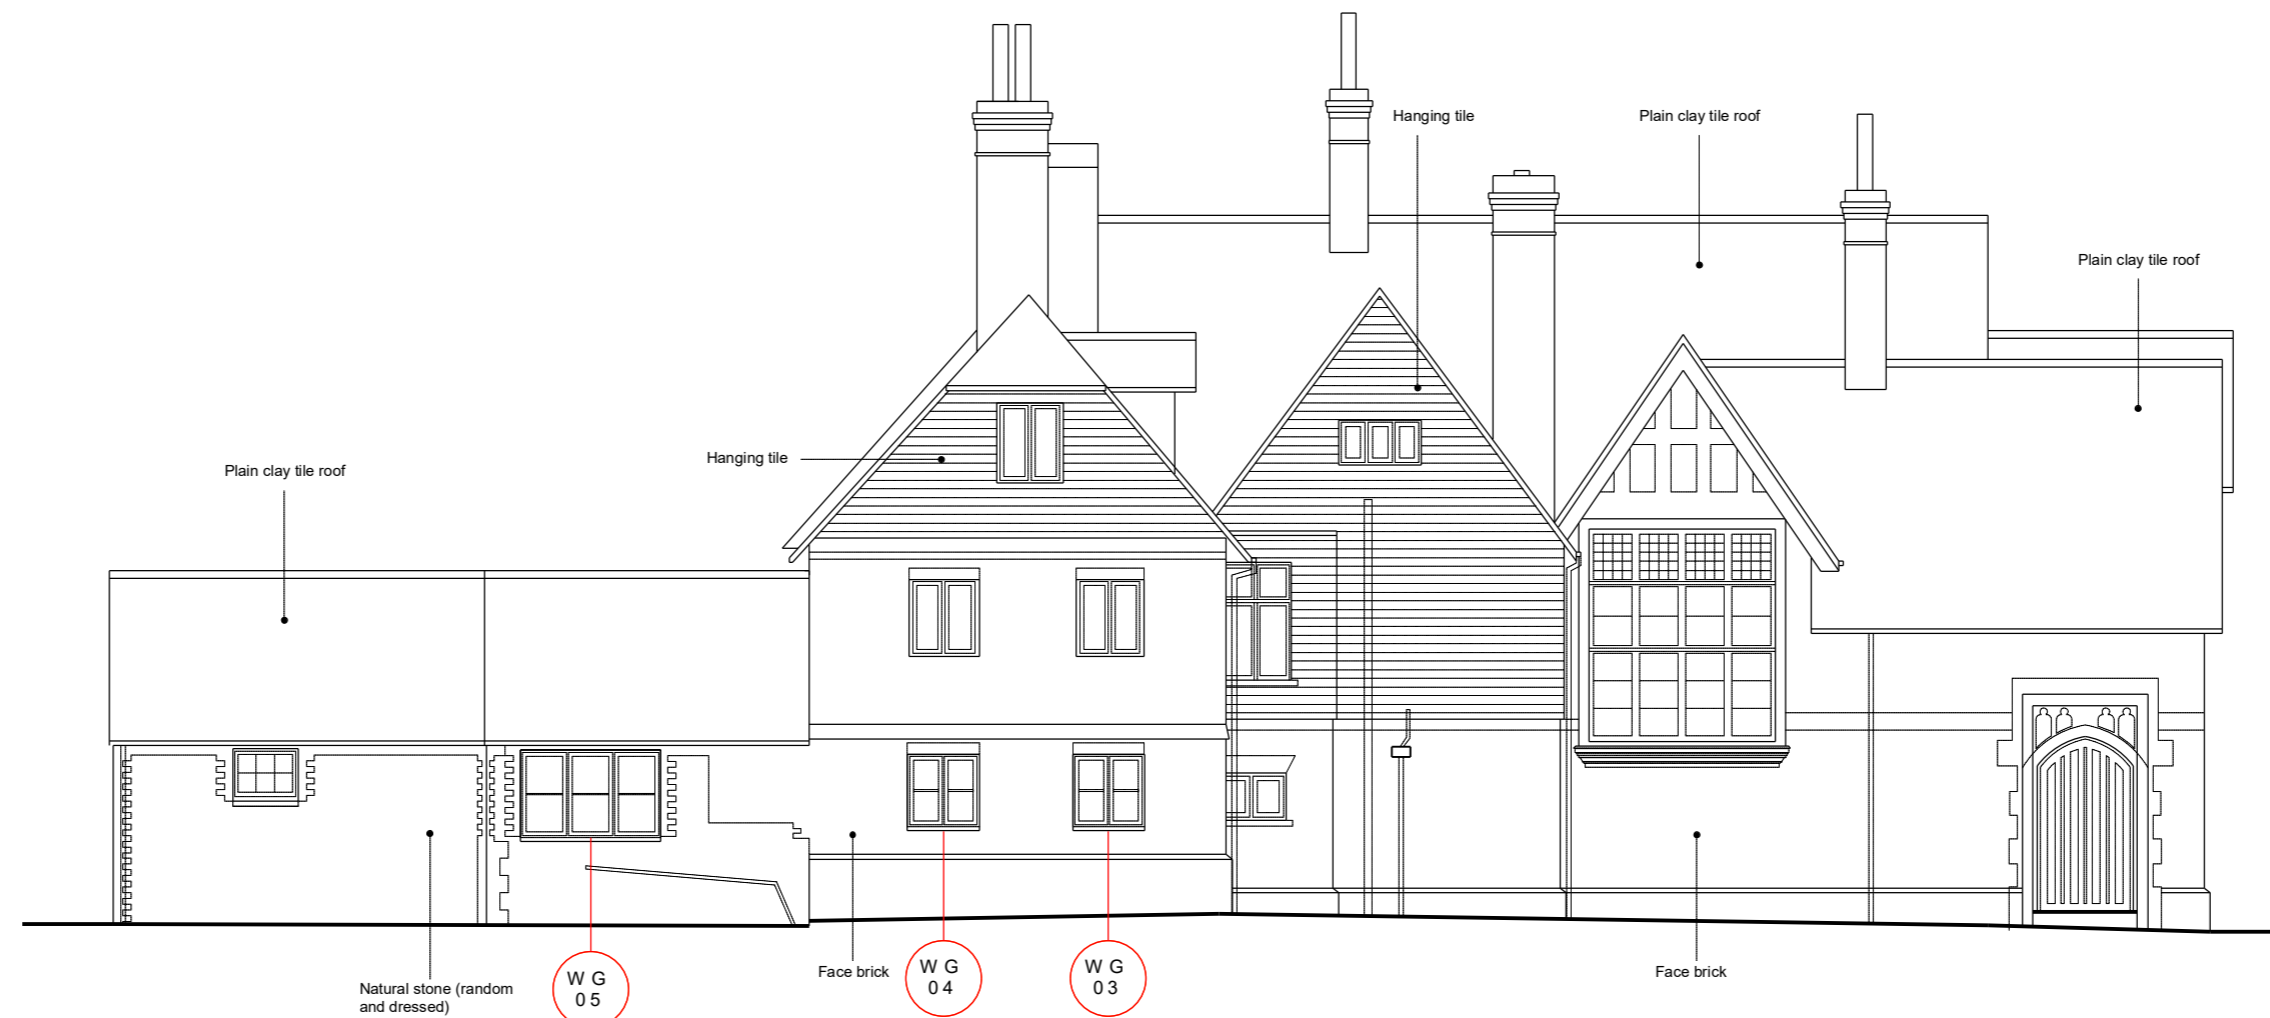 Hanging tile
Plain clay tile roof
Plain clay tile roof
Hanging tile
Plain clay tile roof
Natural stone (random
and dressed)
W G
0 5
Face brick
W G
0 4
W G
0 3
Face brick